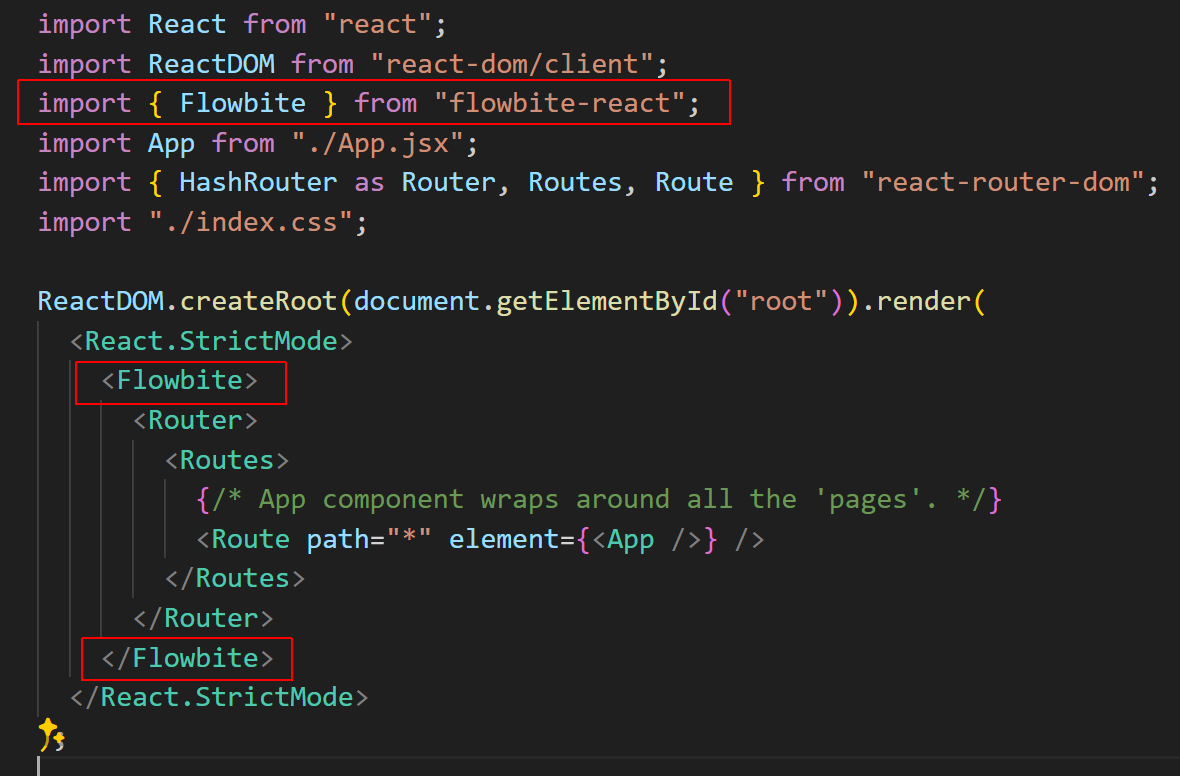 import React from "react";
import ReactDOM from "react-dom/client";
import { Flowbite } from "flowbite-react";
import App from "./App.jsx";
import { HashRouter as Router, Routes, Route } from "react-router-dom";
import "./index.css";

ReactDOM.createRoot(document.getElementById("root")).render(
  <React.StrictMode>
    <Flowbite>
      <Router>
        <Routes>
          {/* App component wraps around all the 'pages'. */}
          <Route path="*" element={<App />} />
        </Routes>
      </Router>
    </Flowbite>
  </React.StrictMode>
);